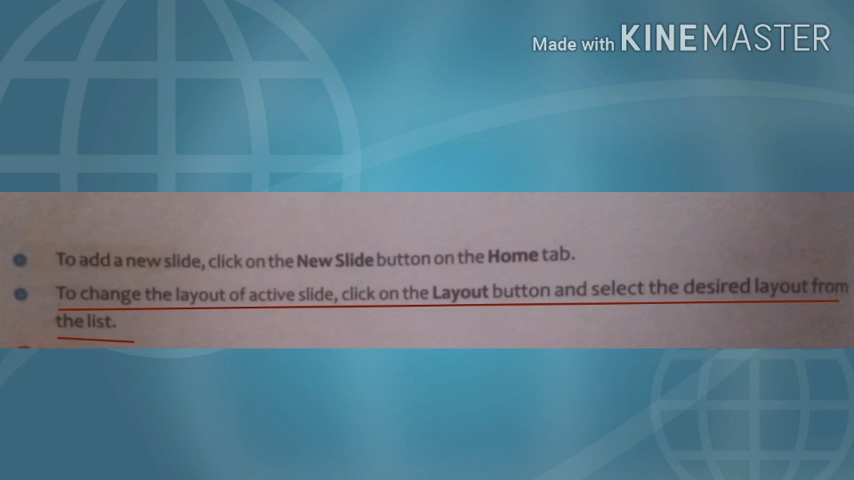 Made with KINEMASTER
To add a new slide, click on the New Slide button on the Home tab.
To change the layout of active slide, click on the Layout button and select the desired layout from
the list.